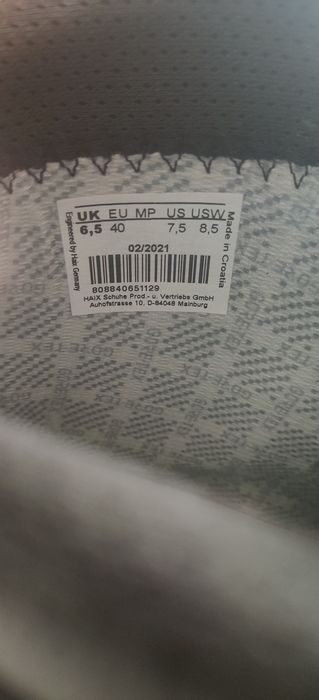 UK EU MP US USW
6,5 40 7,5 8,5
02/2021
808840651129
HAIX Schuhe Prod.- u. Vertriebs GmbH
Auhofstrasse 10, D-84048 Mainburg
Engineered by Haix Germany
Made in Croatia